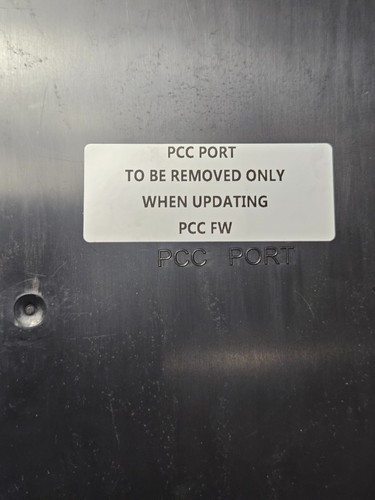 PCC PORT
TO BE REMOVED ONLY
WHEN UPDATING
PCC FW
PCC PORT